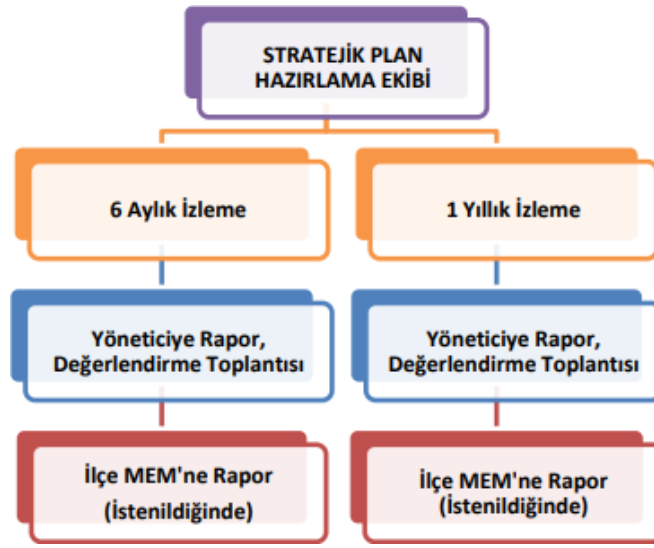 STRATEJİK PLAN
HAZIRLAMA EKİBİ
6 Aylık İzleme
1 Yıllık İzleme
Yöneticiye Rapor,
Değerlendirme Toplantısı
Yöneticiye Rapor,
Değerlendirme Toplantısı
İlçe MEM'ne Rapor
(İstenildiğinde)
İlçe MEM'ne Rapor
(İstenildiğinde)